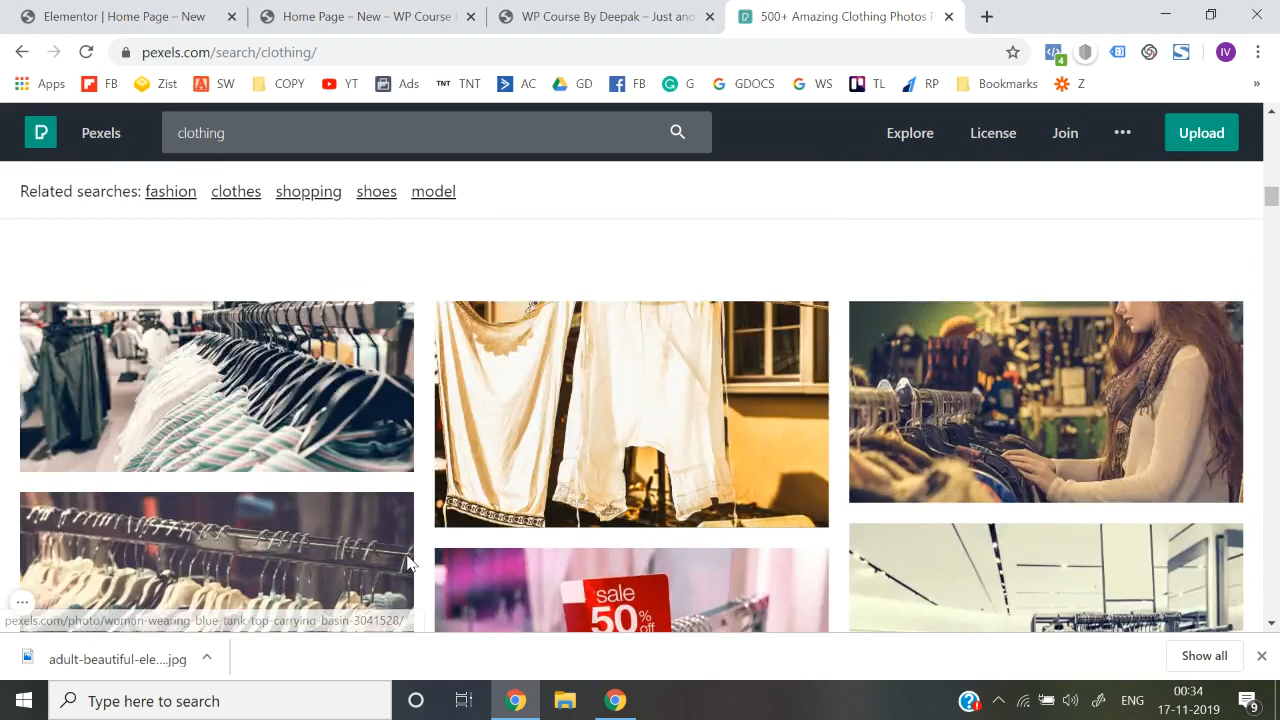 Elementor | Home Page – New
Home Page – New – WP Course
WP Course By Deepak – Just ano
500+ Amazing Clothing Photos P
pexels.com/search/clothing/
4
IV
Apps FB Zist SW COPY YT Ads TNT TNT AC GD FB G GDOCS WS TL RP Bookmarks Z »
Pexels
clothing
Explore License Join ••• Upload
Related searches: fashion clothes shopping shoes model
sale
50%
off
pexels.com/photo/woman-wearing-blue-tank-top-carrying-basin-3041528/
adult-beautiful-ele....jpg
Show all
Type here to search
ENG
00:34
17-11-2019
9